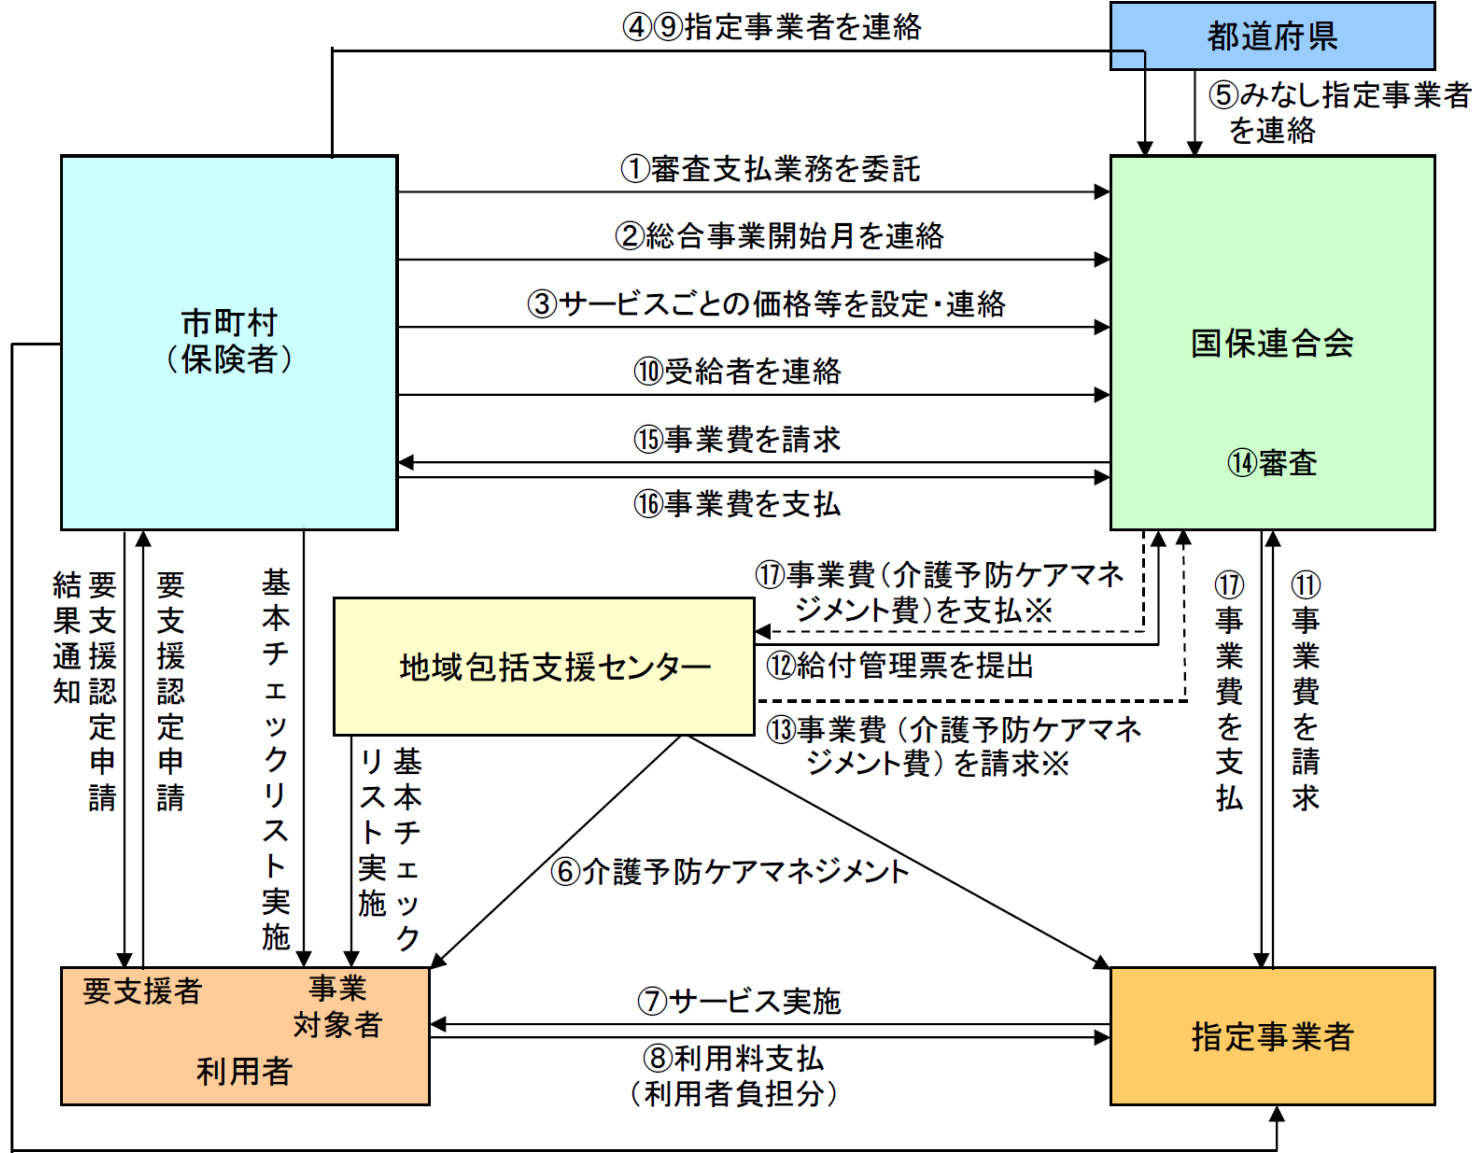 ④⑨指定事業者を連絡
都道府県
⑤みなし指定事業者
を連絡
①審査支払業務を委託
②総合事業開始月を連絡
③サービスごとの価格等を設定・連絡
市町村
（保険者）
国保連合会
⑩受給者を連絡
⑮事業費を請求
⑭審査
⑯事業費を支払
要支援認定申請
結果通知
要支援認定申請
基本チェックリスト実施
⑰事業費（介護予防ケアマネ
ジメント費）を支払※
地域包括支援センター
⑫給付管理票を提出
⑬事業費（介護予防ケアマネ
ジメント費）を請求※
⑰事業費を支払
⑪事業費を請求
基本チェック
リスト実施
⑥介護予防ケアマネジメント
要支援者
事業
対象者
利用者
⑦サービス実施
⑧利用料支払
（利用者負担分）
指定事業者